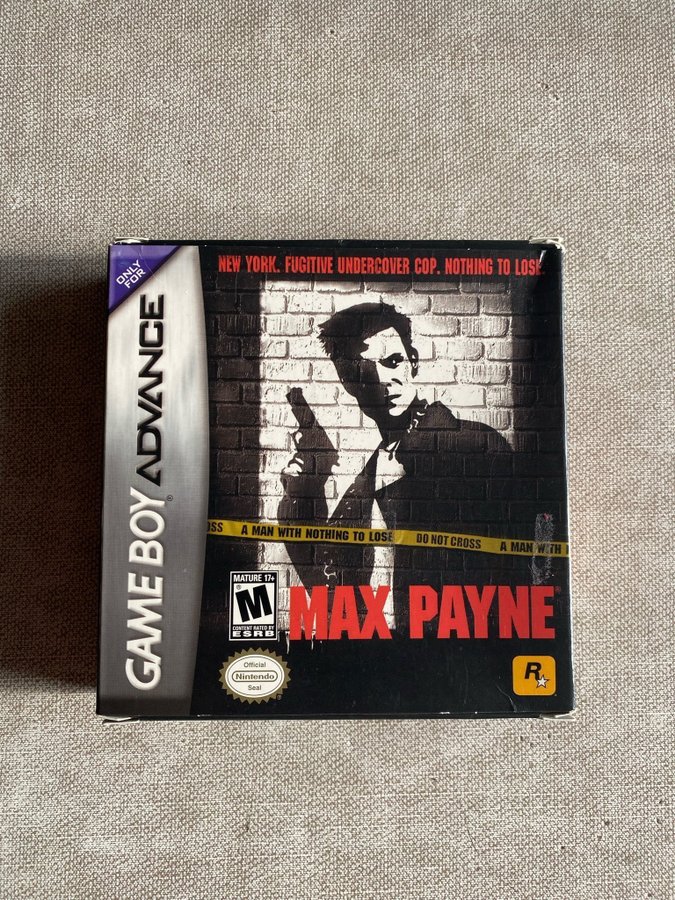 ONLY
FOR
GAME BOY ADVANCE
®
NEW YORK. FUGITIVE UNDERCOVER COP. NOTHING TO LOSE.
OSS A MAN WITH NOTHING TO LOSE DO NOT CROSS A MAN WITH
MATURE 17+
M
®
CONTENT RATED BY
ESRB
MAX PAYNE
Official
Nintendo
Seal
R